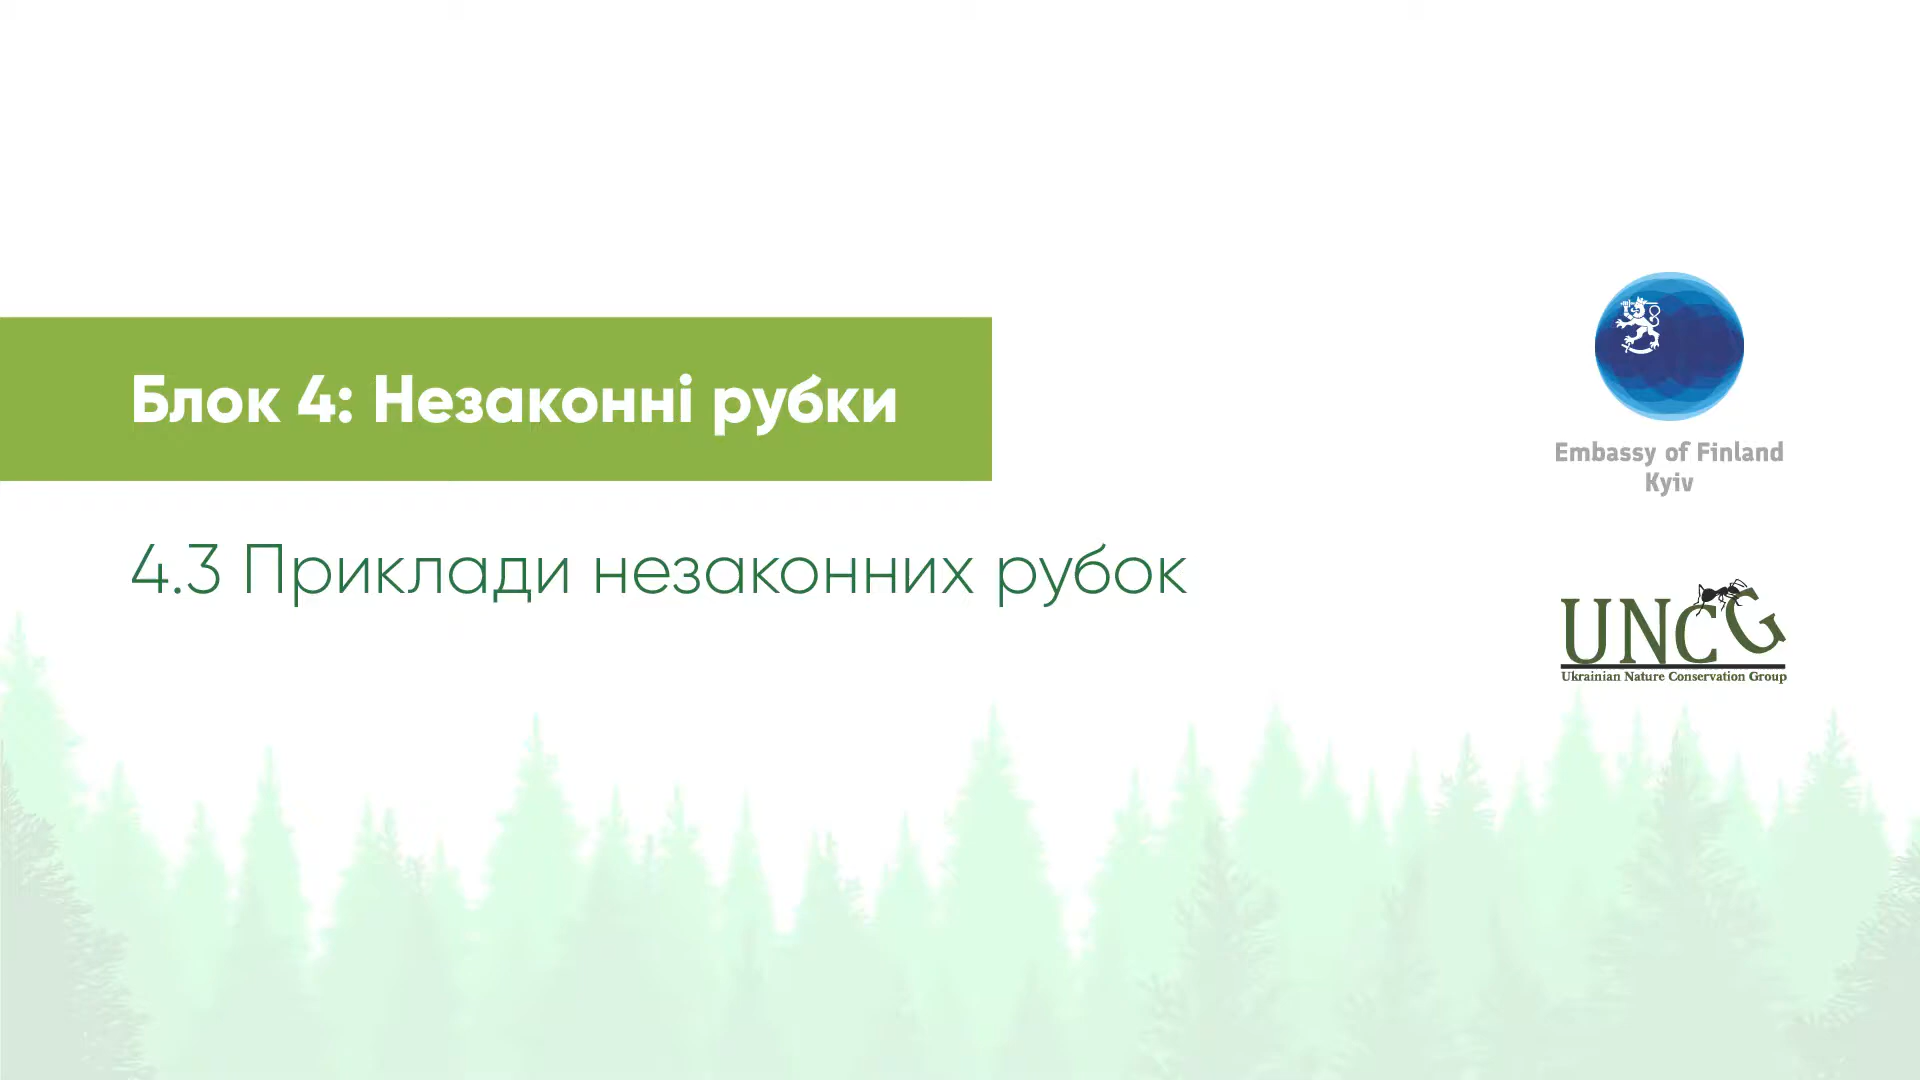 Блок 4: Незаконні рубки
4.3 Приклади незаконних рубок
Embassy of Finland
Kyiv
UNCG
Ukrainian Nature Conservation Group